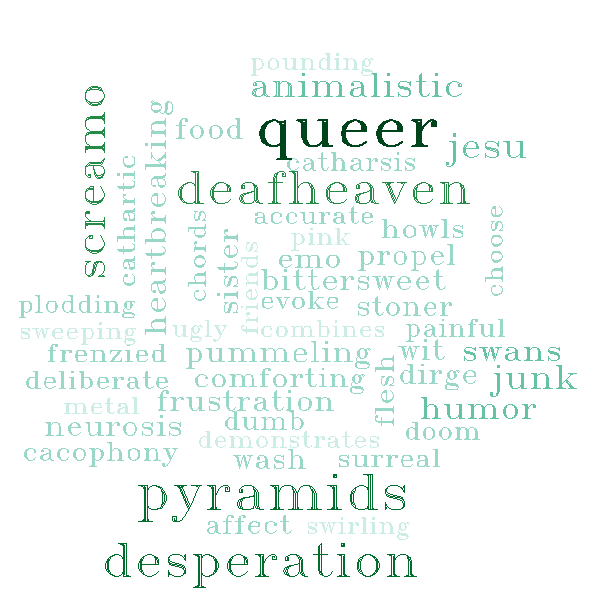 pounding
animalistic
screamo
heartbreaking
food
queer
jesu
catharsis
cathartic
deafheaven
accurate
chords
howls
choose
sister
pink
friends
emo
propel
bittersweet
evoke
stoner
plodding
sweeping
ugly
combines
painful
frenzied
pummeling
wit
swans
deliberate
comforting
flesh
dirge
junk
metal
frustration
humor
neurosis
dumb
demonstrates
doom
cacophony
wash
surreal
pyramids
affect
swirling
desperation